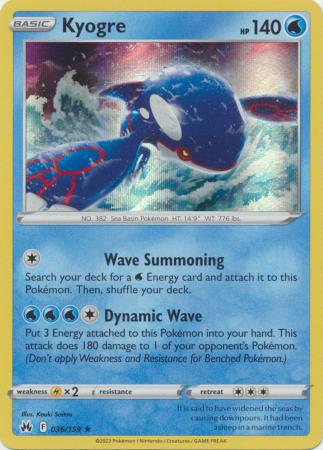 BASIC Kyogre HP 140
NO. 382 Sea Basin Pokémon HT: 14'9" WT: 776 lbs.
Wave Summoning
Search your deck for a Energy card and attach it to this
Pokémon. Then, shuffle your deck.
Dynamic Wave
Put 3 Energy attached to this Pokémon into your hand. This
attack does 180 damage to 1 of your opponent's Pokémon.
(Don't apply Weakness and Resistance for Benched Pokémon.)
weakness ×2 resistance retreat
Illus. Kouki Saitou
F 036/159 ★
It is said to have widened the seas by
causing downpours. It had been
asleep in a marine trench.
©2023 Pokémon / Nintendo / Creatures / GAME FREAK